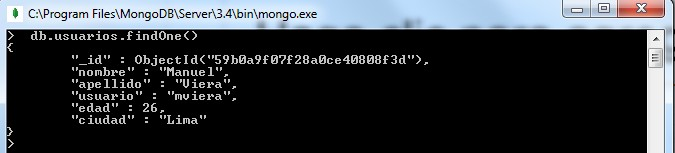 C:\Program Files\MongoDB\Server\3.4\bin\mongo.exe
>  db.usuarios.findOne()
{
        "_id" : ObjectId("59b0a9f07f28a0ce40808f3d"),
        "nombre" : "Manuel",
        "apellido" : "Viera",
        "usuario" : "mviera",
        "edad" : 26,
        "ciudad" : "Lima"
}
>